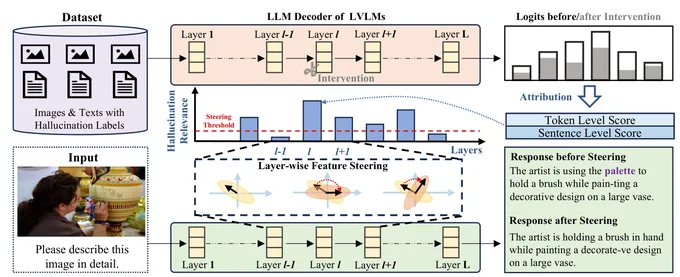 Dataset
LLM Decoder of LVLMs
Logits before/after Intervention
Layer 1
Layer l-1
Layer l
Layer l+1
Layer L
Intervention
Images & Texts with
Hallucination Labels
Hallucination
Relevance
Steering
Threshold
l-1
l
l+1
Layers
Attribution
Token Level Score
Sentence Level Score
Input
Please describe this
image in detail.
Layer-wise Feature Steering
Layer 1
Layer l-1
Layer l
Layer l+1
Layer L
Response before Steering
The artist is using the palette to
hold a brush while pain-ting a
decorative design on a large vase.
Response after Steering
The artist is holding a brush in hand
while painting a decorate-ve design
on a large vase.